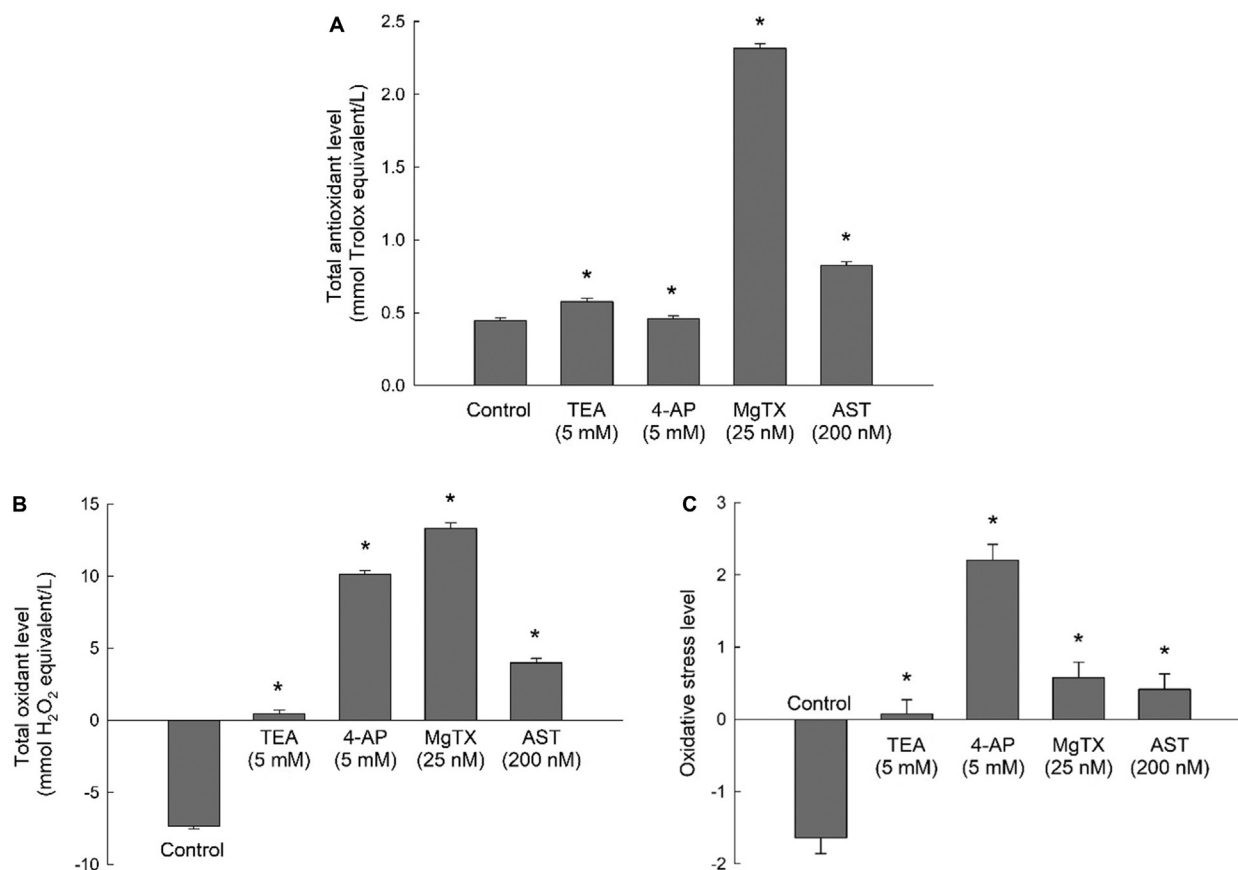 A
Total antioxidant level
(mmol Trolox equivalent/L)
2.5
2.0
1.5
1.0
0.5
0.0
*
*
*
*
Control
TEA
(5 mM)
4-AP
(5 mM)
MgTX
(25 nM)
AST
(200 nM)
B
Total oxidant level
(mmol H₂O₂ equivalent/L)
15
10
5
0
-5
-10
*
*
*
*
Control
TEA
(5 mM)
4-AP
(5 mM)
MgTX
(25 nM)
AST
(200 nM)
C
Oxidative stress level
3
2
1
0
-1
-2
*
*
*
*
Control
TEA
(5 mM)
4-AP
(5 mM)
MgTX
(25 nM)
AST
(200 nM)